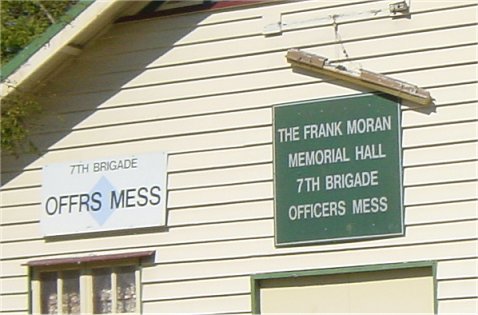 7TH BRIGADE
OFFRS MESS
THE FRANK MORAN
MEMORIAL HALL
7TH BRIGADE
OFFICERS MESS